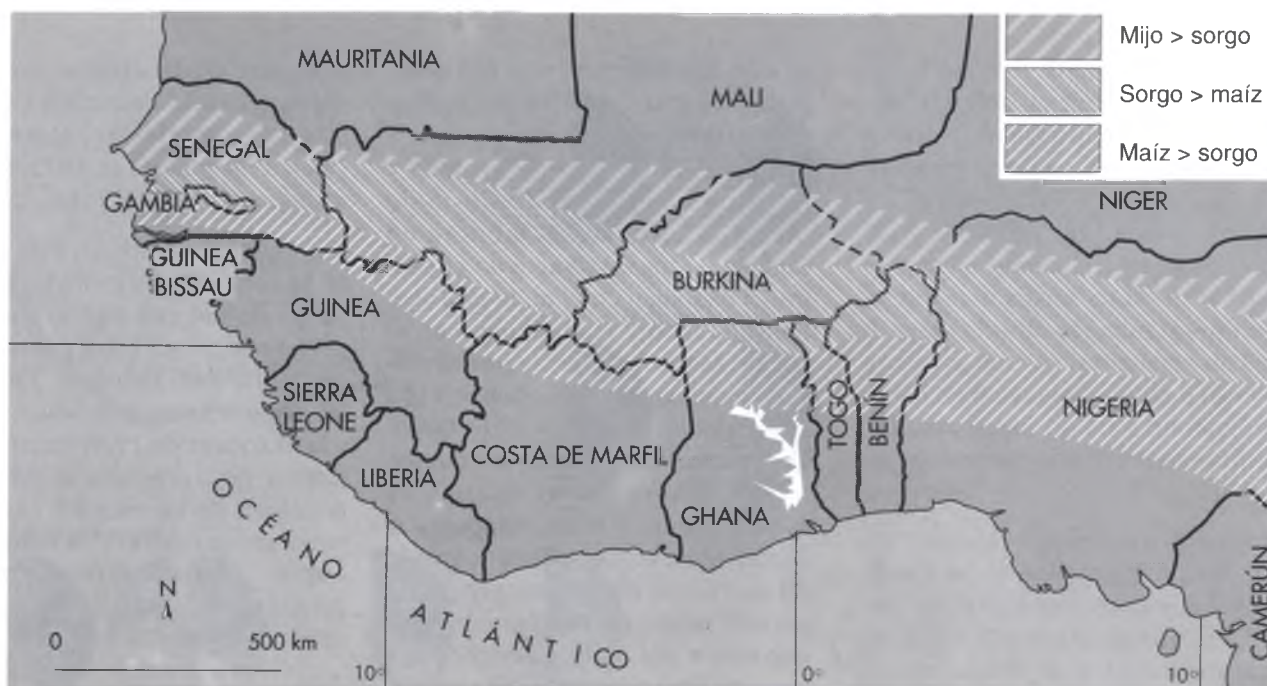 Mijo > sorgo
Sorgo > maíz
Maíz > sorgo
MAURITANIA
MALI
NIGER
SENEGAL
GAMBIA
GUINEA
BISSAU
GUINEA
BURKINA
SIERRA
LEONE
LIBERIA
COSTA DE MARFIL
GHANA
TOGO
BENÍN
NIGERIA
CAMERÚN
OCÉANO
ATLÁNTICO
N
0 500 km
10° 0° 10°